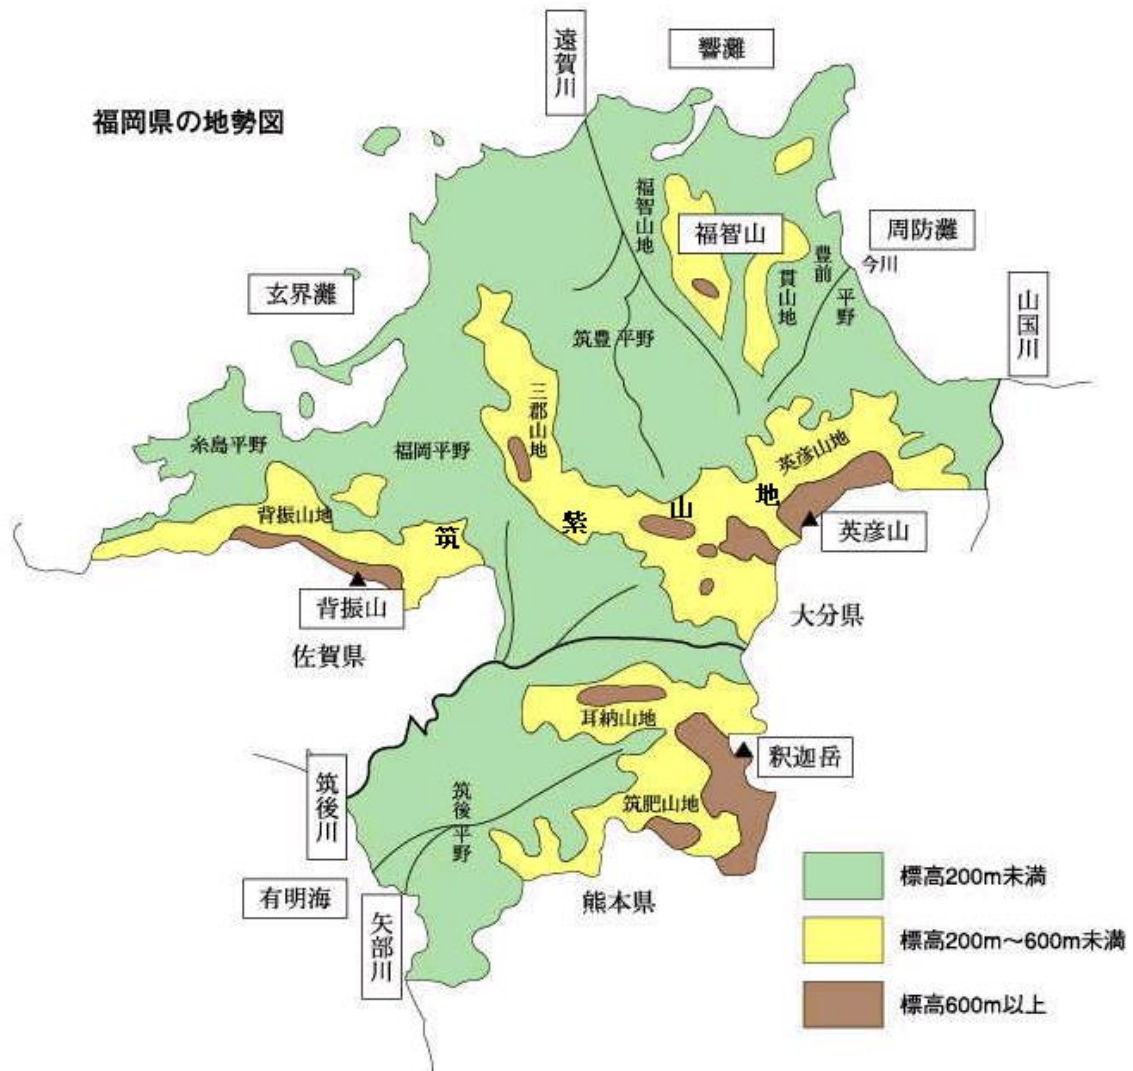 福岡県の地勢図
遠賀川
響灘
福智山地
福智山
周防灘
今川
豊前平野
貫山地
山国川
玄界灘
筑豊平野
三郡山地
糸島平野
福岡平野
英彦山地
背振山地
筑紫山地
英彦山
背振山
佐賀県
大分県
耳納山地
釈迦岳
筑後川
筑後平野
筑肥山地
有明海
矢部川
熊本県
標高200m未満
標高200m～600m未満
標高600m以上